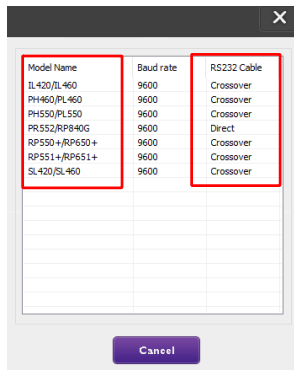 Model Name Baud rate RS232 Cable
IL420/IL460 9600 Crossover
PH460/PL460 9600 Crossover
PH550/PL550 9600 Crossover
PR552/RP840G 9600 Direct
RP550+/RP650+ 9600 Crossover
RP551+/RP651+ 9600 Crossover
SL420/SL460 9600 Crossover
Cancel